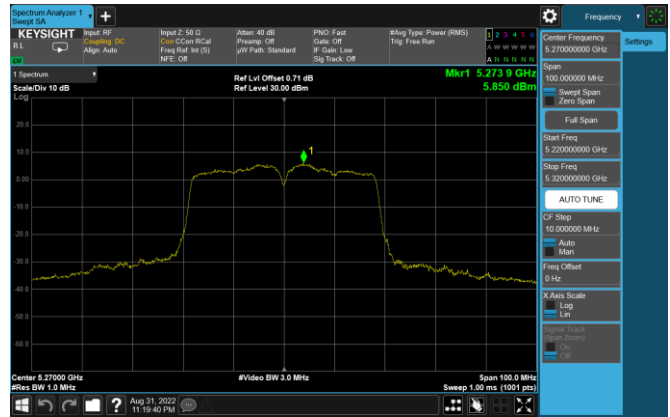 Spectrum Analyzer 1
Swept SA
+
Frequency
KEYSIGHT
RL
LW
Input: RF
Coupling: DC
Align: Auto
Input Z: 50 Ω
Corr CCorr RCal
Freq Ref: Int (S)
NFE: Off
Atten: 40 dB
Preamp: Off
µW Path: Standard
PNO: Fast
Gate: Off
IF Gain: Low
Sig Track: Off
#Avg Type: Power (RMS)
Trig: Free Run
1 2 3 4 5 6
A W W W W W
A N N N N N
1 Spectrum
Scale/Div 10 dB
Log
Ref Lvl Offset 0.71 dB
Ref Level 30.00 dBm
Mkr1 5.273 9 GHz
5.850 dBm
20.0
10.0
0.00
-10.0
-20.0
-30.0
-40.0
-50.0
-60.0
1
Center 5.27000 GHz
#Res BW 1.0 MHz
#Video BW 3.0 MHz
Span 100.0 MHz
Sweep 1.00 ms (1001 pts)
Aug 31, 2022
11:19:40 PM
?
Center Frequency
5.270000000 GHz
Settings
Span
100.000000 MHz
Swept Span
Zero Span
Full Span
Start Freq
5.220000000 GHz
Stop Freq
5.320000000 GHz
AUTO TUNE
CF Step
10.000000 MHz
Auto
Man
Freq Offset
0 Hz
X Axis Scale
Log
Lin
Signal Track
(Span Zoom)
On
Off